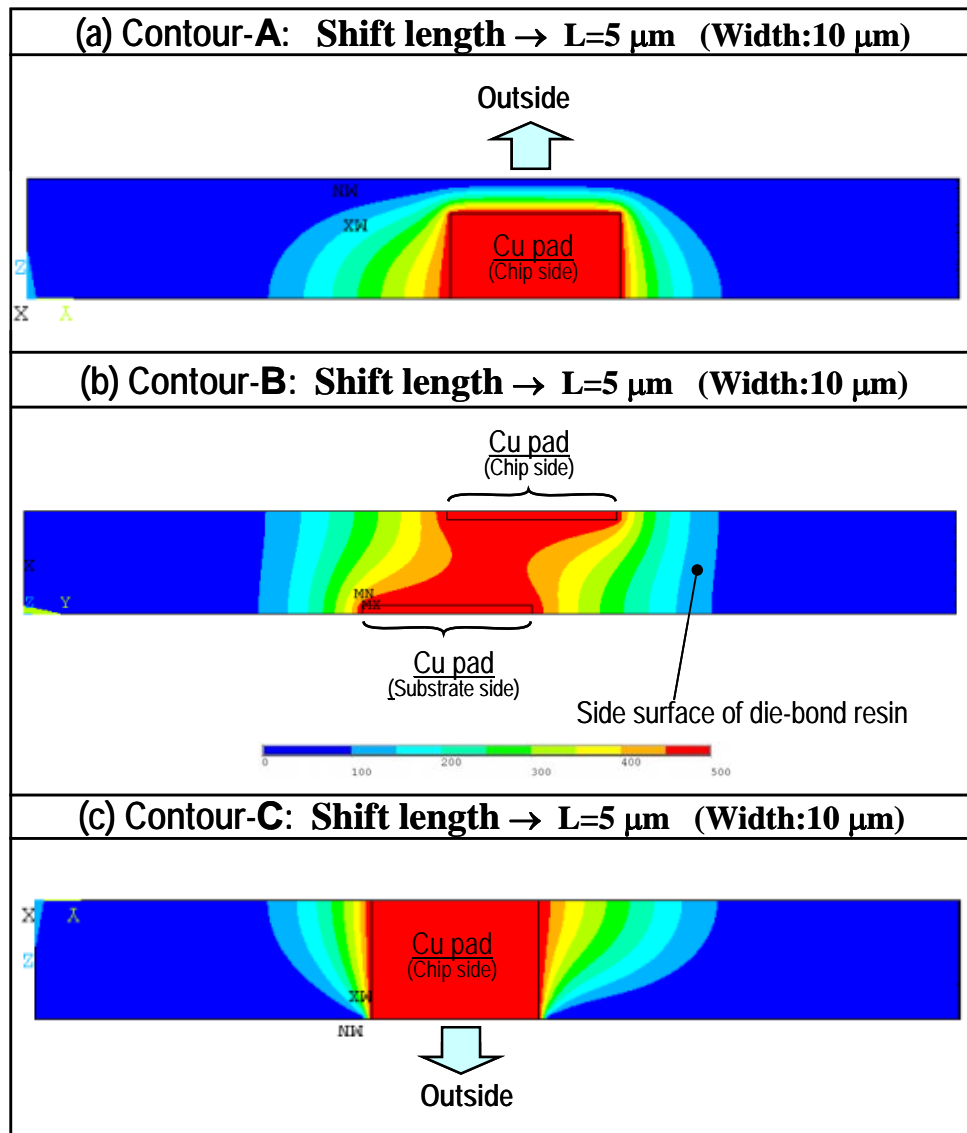 (a) Contour-A: Shift length → L=5 μm (Width:10 μm)
Outside
MN
MX
Cu pad
(Chip side)
Z
X Y
(b) Contour-B: Shift length → L=5 μm (Width:10 μm)
Cu pad
(Chip side)
X
MN
Z Y MX
Cu pad
(Substrate side)
Side surface of die-bond resin
0 200 400
100 300 500
(c) Contour-C: Shift length → L=5 μm (Width:10 μm)
X Y
Cu pad
(Chip side)
Z
MX
MN
Outside